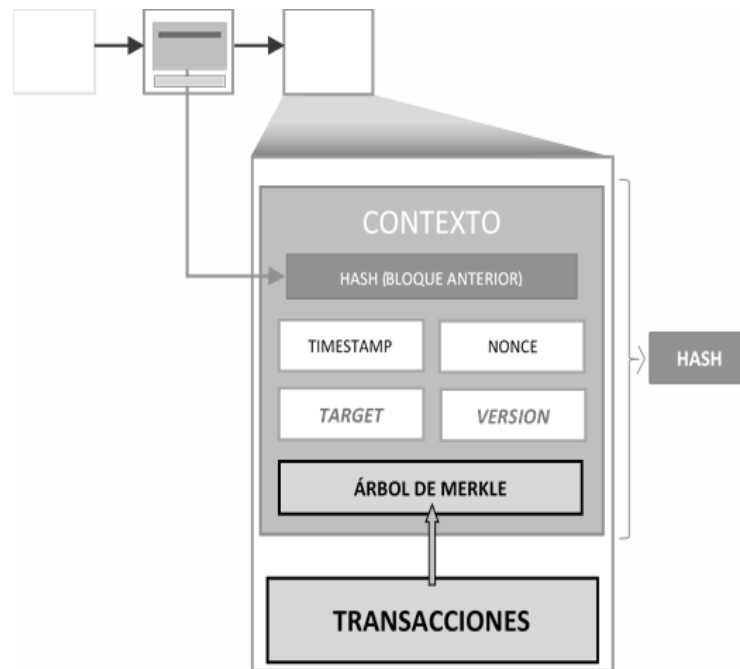 CONTEXTO
HASH (BLOQUE ANTERIOR)
TIMESTAMP
NONCE
HASH
TARGET
VERSION
ÁRBOL DE MERKLE
TRANSACCIONES